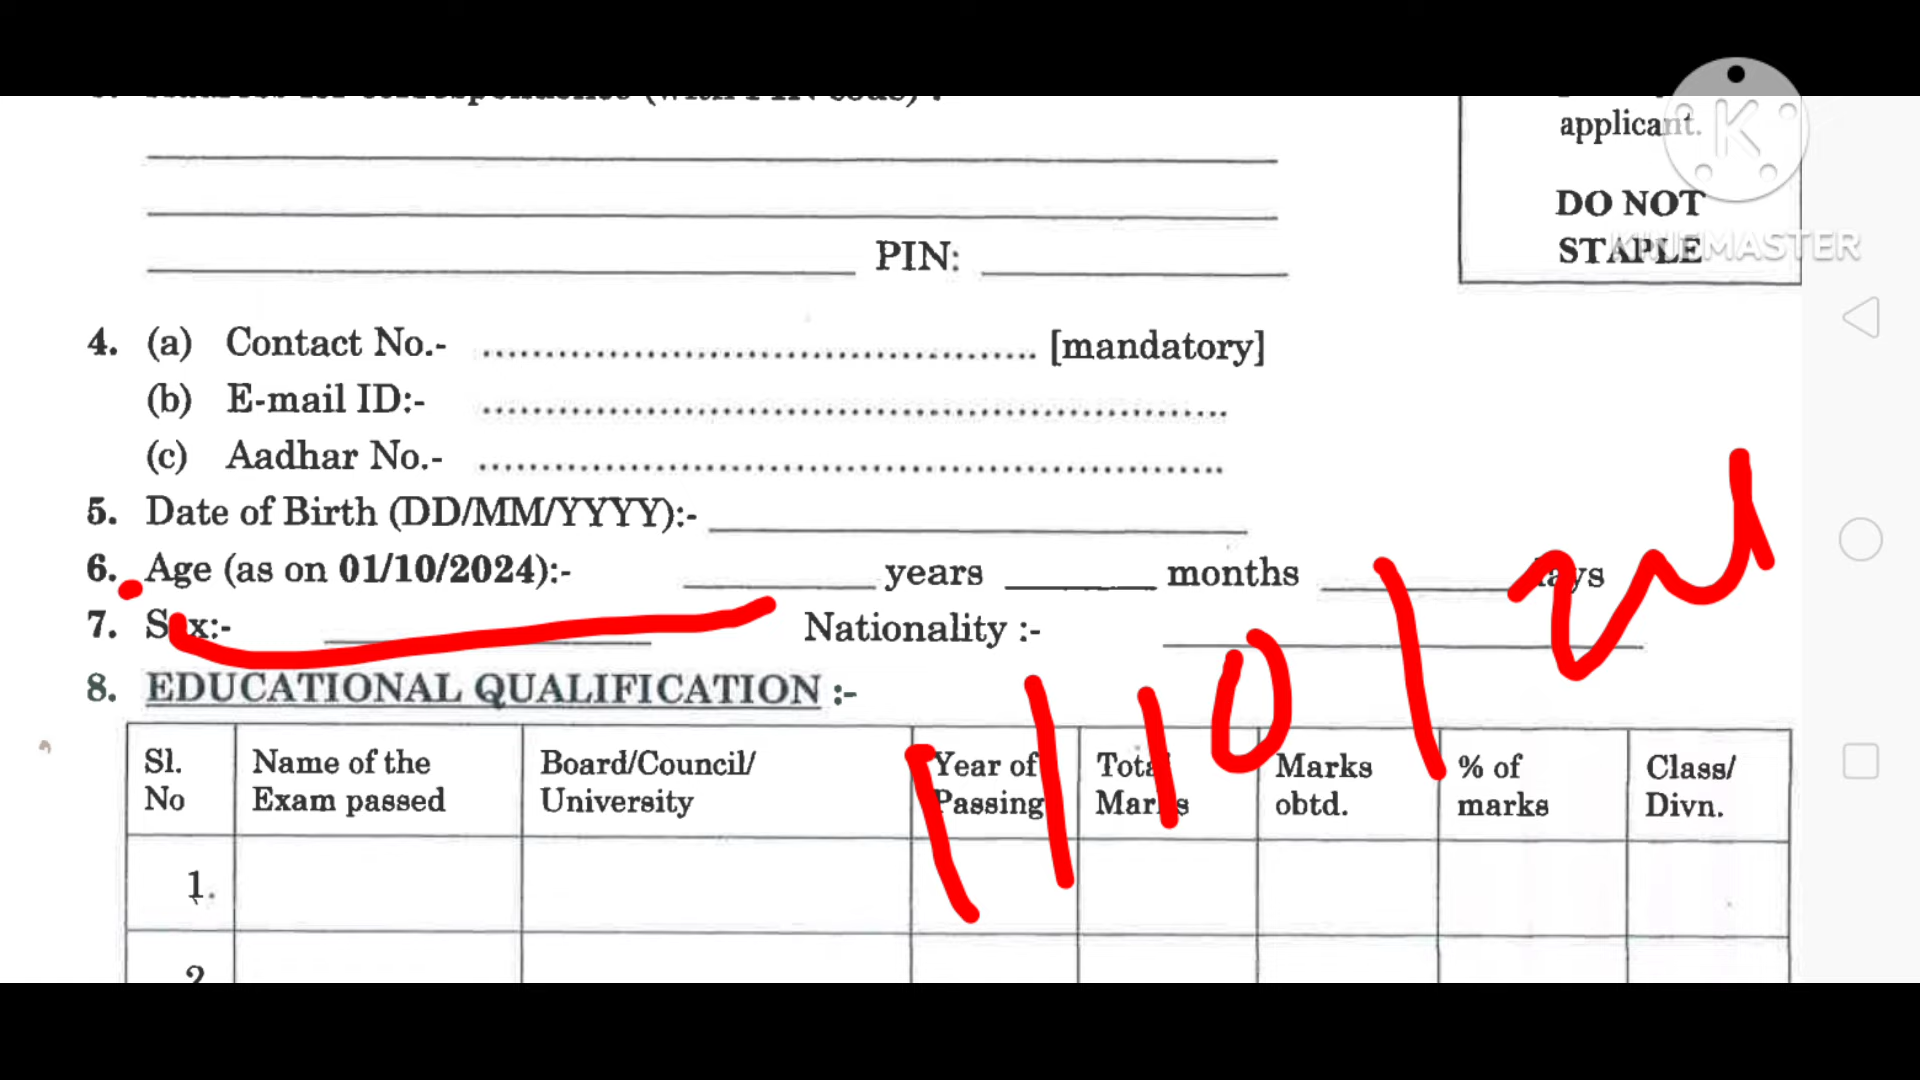 applicant.
DO NOT
STAPLE
KINEMASTER
PIN:
4. (a) Contact No.- [mandatory]
(b) E-mail ID:-
(c) Aadhar No.-
5. Date of Birth (DD/MM/YYYY):-
6. Age (as on 01/10/2024):- years months days
7. Sex:- Nationality :-
1/10/24
8. EDUCATIONAL QUALIFICATION :-
Sl. No Name of the Exam passed Board/Council/ University Year of Passing Total Marks Marks obtd. % of marks Class/ Divn.
1.
2